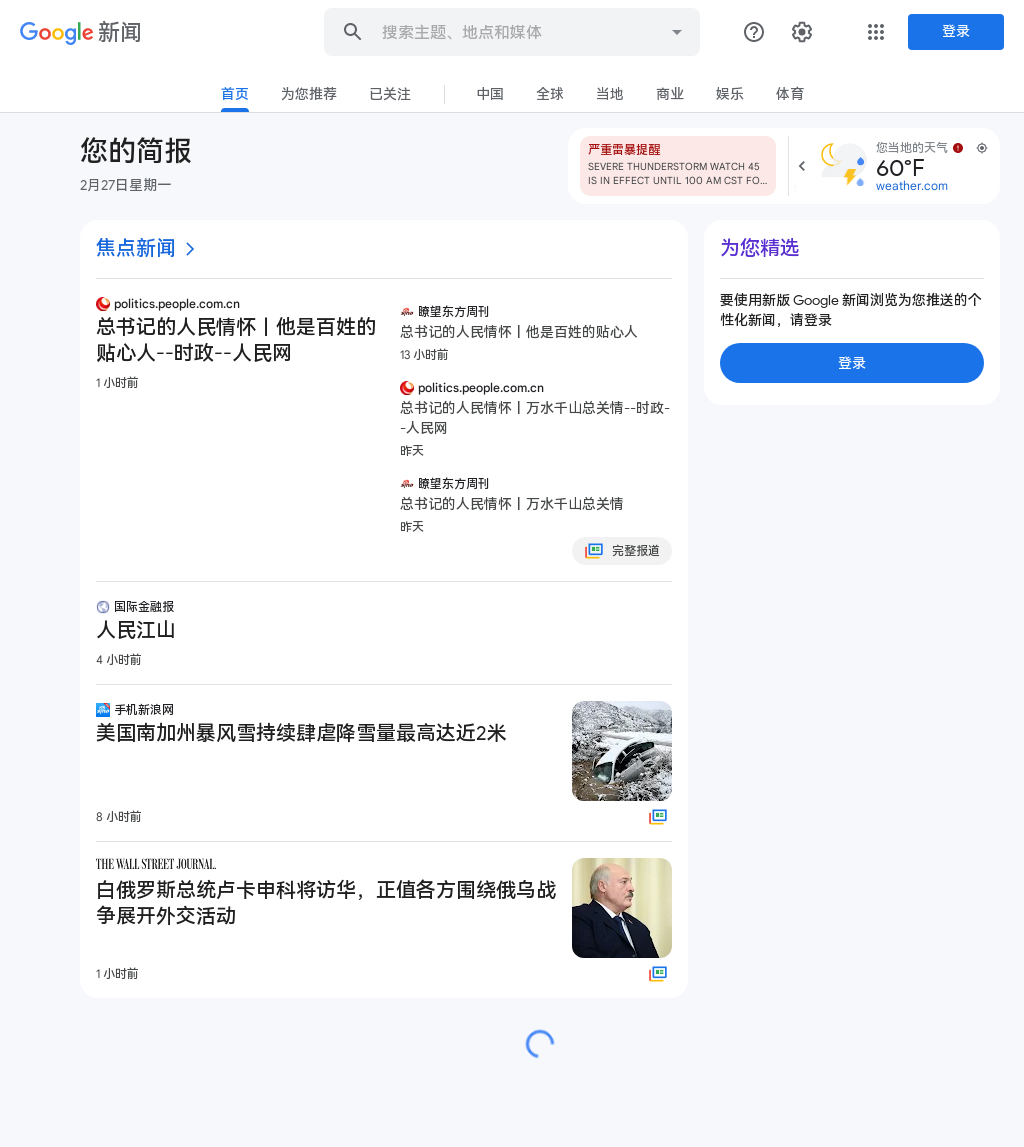 Google 新闻
搜索主题、地点和媒体
登录
首页
为您推荐
已关注
中国
全球
当地
商业
娱乐
体育
您的简报
2月27日星期一
严重雷暴提醒
SEVERE THUNDERSTORM WATCH 45
IS IN EFFECT UNTIL 100 AM CST FO…
您当地的天气
60°F
weather.com
焦点新闻
politics.people.com.cn
总书记的人民情怀丨他是百姓的
贴心人--时政--人民网
1 小时前
瞭望东方周刊
总书记的人民情怀丨他是百姓的贴心人
13 小时前
politics.people.com.cn
总书记的人民情怀丨万水千山总关情--时政-
-人民网
昨天
瞭望东方周刊
总书记的人民情怀丨万水千山总关情
昨天
完整报道
国际金融报
人民江山
4 小时前
手机新浪网
美国南加州暴风雪持续肆虐降雪量最高达近2米
8 小时前
THE WALL STREET JOURNAL.
白俄罗斯总统卢卡申科将访华，正值各方围绕俄乌战
争展开外交活动
1 小时前
为您精选
要使用新版 Google 新闻浏览为您推送的个
性化新闻，请登录
登录